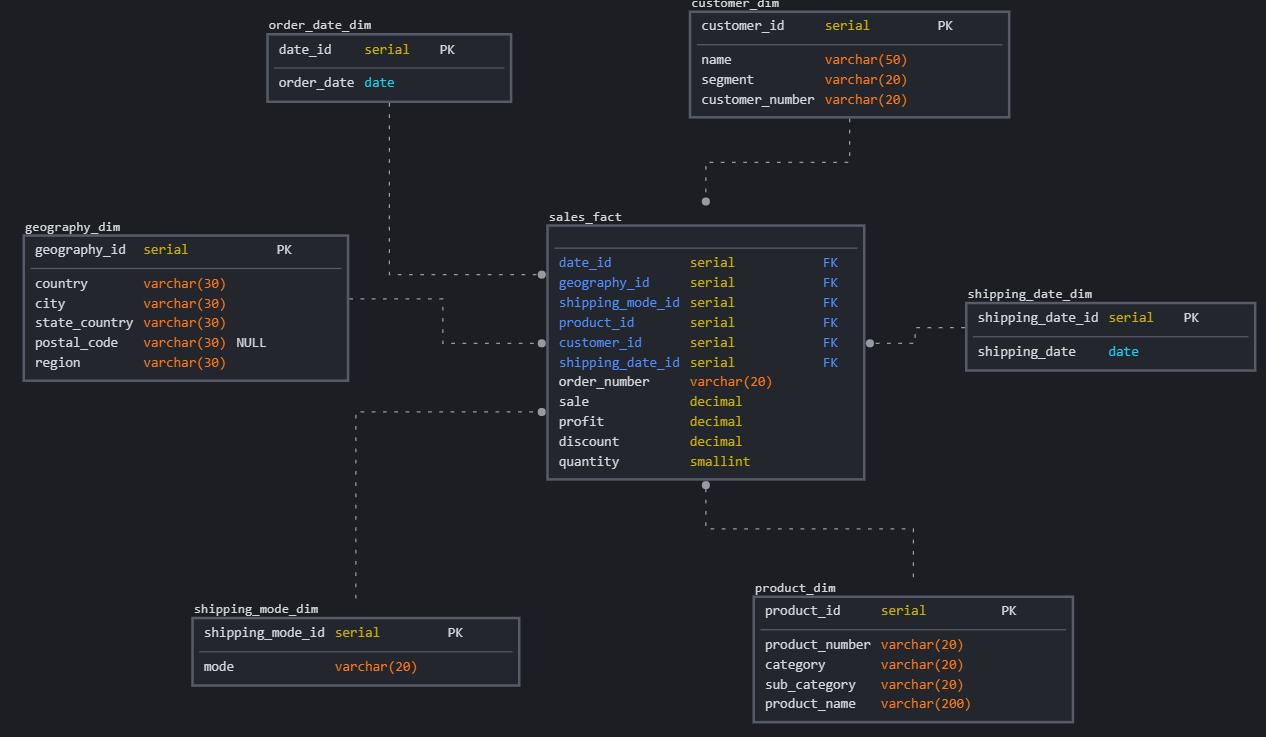 order_date_dim
date_id serial PK
order_date date
customer_dim
customer_id serial PK
name varchar(50)
segment varchar(20)
customer_number varchar(20)
geography_dim
geography_id serial PK
country varchar(30)
city varchar(30)
state_country varchar(30)
postal_code varchar(30) NULL
region varchar(30)
sales_fact
date_id serial FK
geography_id serial FK
shipping_mode_id serial FK
product_id serial FK
customer_id serial FK
shipping_date_id serial FK
order_number varchar(20)
sale decimal
profit decimal
discount decimal
quantity smallint
shipping_date_dim
shipping_date_id serial PK
shipping_date date
shipping_mode_dim
shipping_mode_id serial PK
mode varchar(20)
product_dim
product_id serial PK
product_number varchar(20)
category varchar(20)
sub_category varchar(20)
product_name varchar(200)